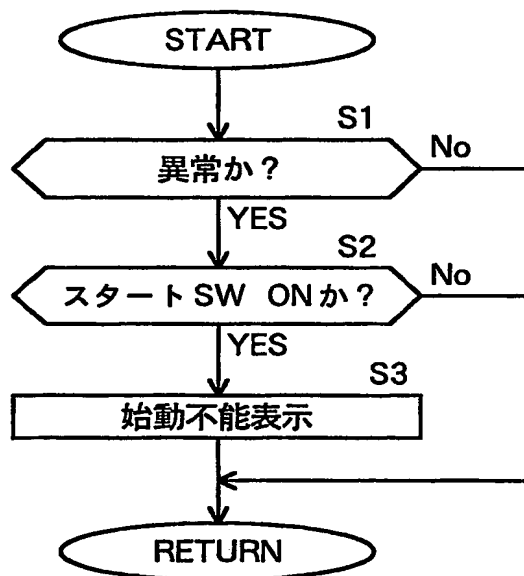 START
S1
異常か？
No
YES
S2
スタートSW ONか？
No
YES
S3
始動不能表示
RETURN